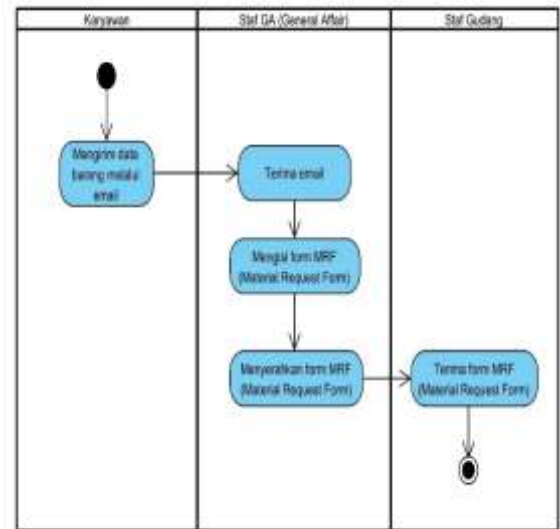 Karyawan
Staf GA (General Affair)
Staf Gudang
Mengirim data
barang melalui
email
Terima email
Mengisi form MRF
(Material Request Form)
Menyerahkan form MRF
(Material Request Form)
Terima form MRF
(Material Request Form)